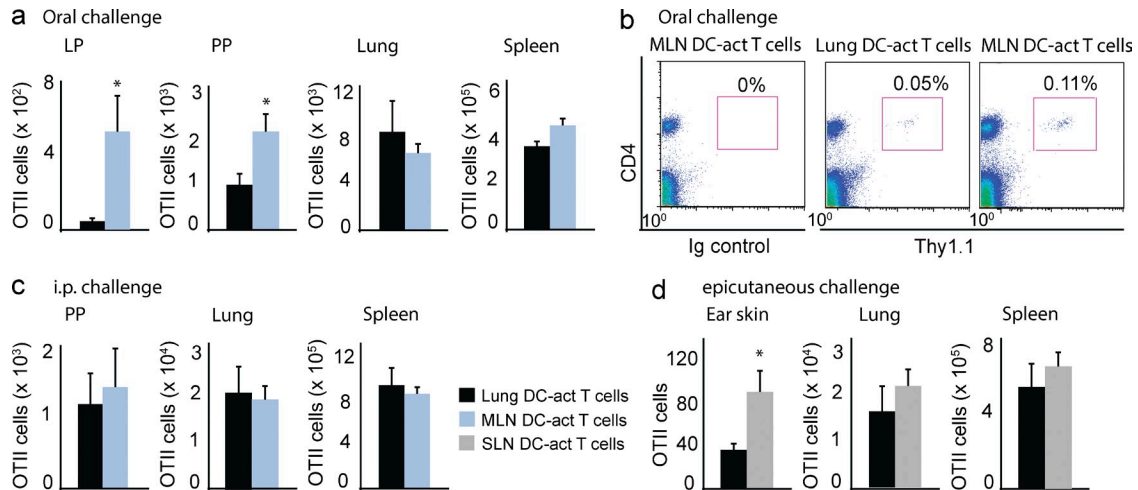 a Oral challenge
LP
OTII cells (x 10²)
8
4
0
*
PP
OTII cells (x 10³)
3
2
1
0
*
Lung
OTII cells (x 10³)
12
8
4
0
Spleen
OTII cells (x 10⁵)
6
4
2
0
b Oral challenge
MLN DC-act T cells Lung DC-act T cells MLN DC-act T cells
0% 0.05% 0.11%
CD4
10⁰ 10⁰ 10⁰
Ig control Thy1.1
c i.p. challenge
PP
OTII cells (x 10³)
2
1
0
Lung
OTII cells (x 10⁴)
3
2
1
0
Spleen
OTII cells (x 10⁵)
12
8
4
0
Lung DC-act T cells
MLN DC-act T cells
SLN DC-act T cells
d epicutaneous challenge
Ear skin
OTII cells
120
80
40
0
*
Lung
OTII cells (x 10⁴)
3
2
1
0
Spleen
OTII cells (x 10⁵)
8
4
0